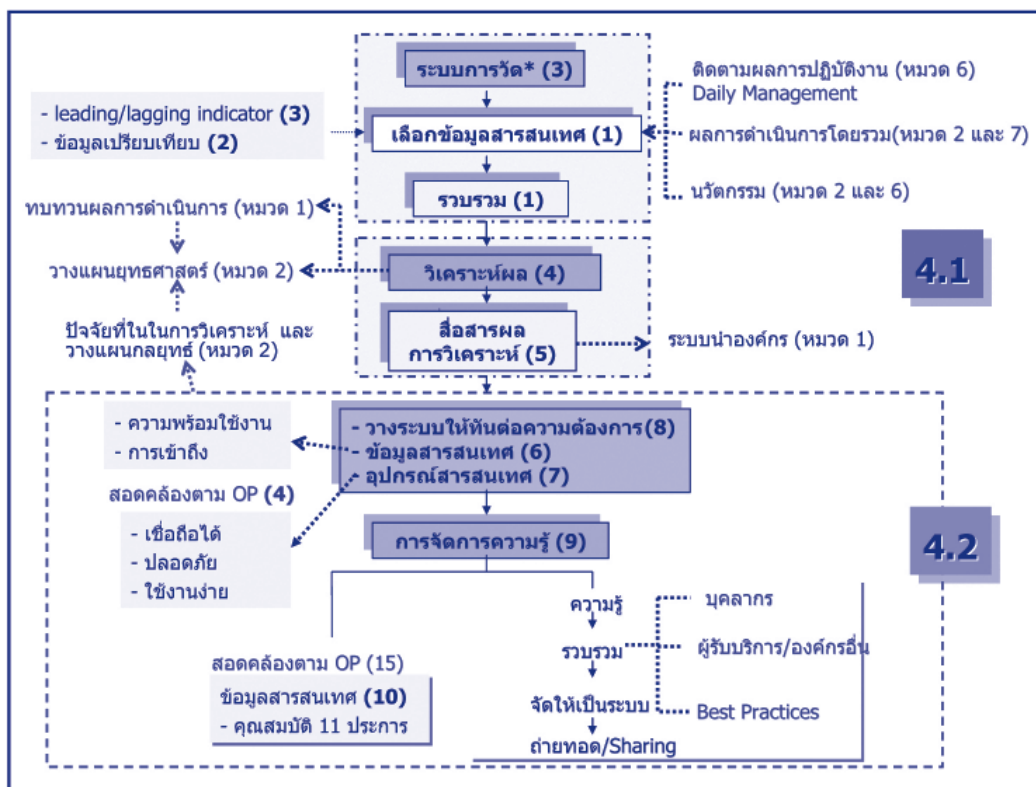 ระบบการวัด* (3)
ติดตามผลการปฏิบัติงาน (หมวด 6)
Daily Management
- leading/lagging indicator (3)
- ข้อมูลเปรียบเทียบ (2)
เลือกข้อมูลสารสนเทศ (1)
ผลการดำเนินการโดยรวม(หมวด 2 และ 7)
รวบรวม (1)
นวัตกรรม (หมวด 2 และ 6)
ทบทวนผลการดำเนินการ (หมวด 1)
วางแผนยุทธศาสตร์ (หมวด 2)
วิเคราะห์ผล (4)
4.1
ปัจจัยที่ในในการวิเคราะห์ และ
วางแผนกลยุทธ์ (หมวด 2)
สื่อสารผล
การวิเคราะห์ (5)
ระบบนำองค์กร (หมวด 1)
- ความพร้อมใช้งาน
- การเข้าถึง
- วางระบบให้ทันต่อความต้องการ(8)
- ข้อมูลสารสนเทศ (6)
- อุปกรณ์สารสนเทศ (7)
สอดคล้องตาม OP (4)
- เชื่อถือได้
- ปลอดภัย
- ใช้งานง่าย
การจัดการความรู้ (9)
4.2
ความรู้
บุคลากร
รวบรวม
ผู้รับบริการ/องค์กรอื่น
สอดคล้องตาม OP (15)
ข้อมูลสารสนเทศ (10)
- คุณสมบัติ 11 ประการ
จัดให้เป็นระบบ
Best Practices
ถ่ายทอด/Sharing